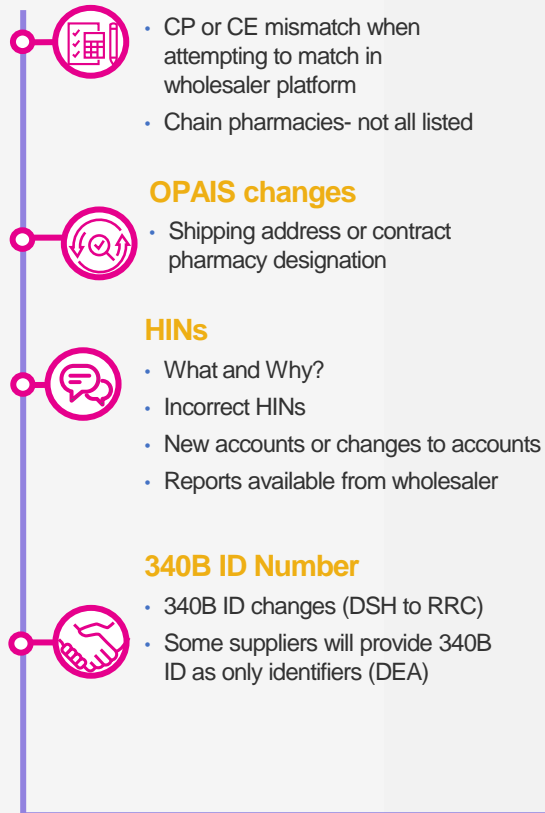 • CP or CE mismatch when
attempting to match in
wholesaler platform
• Chain pharmacies- not all listed
OPAIS changes
• Shipping address or contract
pharmacy designation
HINs
• What and Why?
• Incorrect HINs
• New accounts or changes to accounts
• Reports available from wholesaler
340B ID Number
• 340B ID changes (DSH to RRC)
• Some suppliers will provide 340B
ID as only identifiers (DEA)